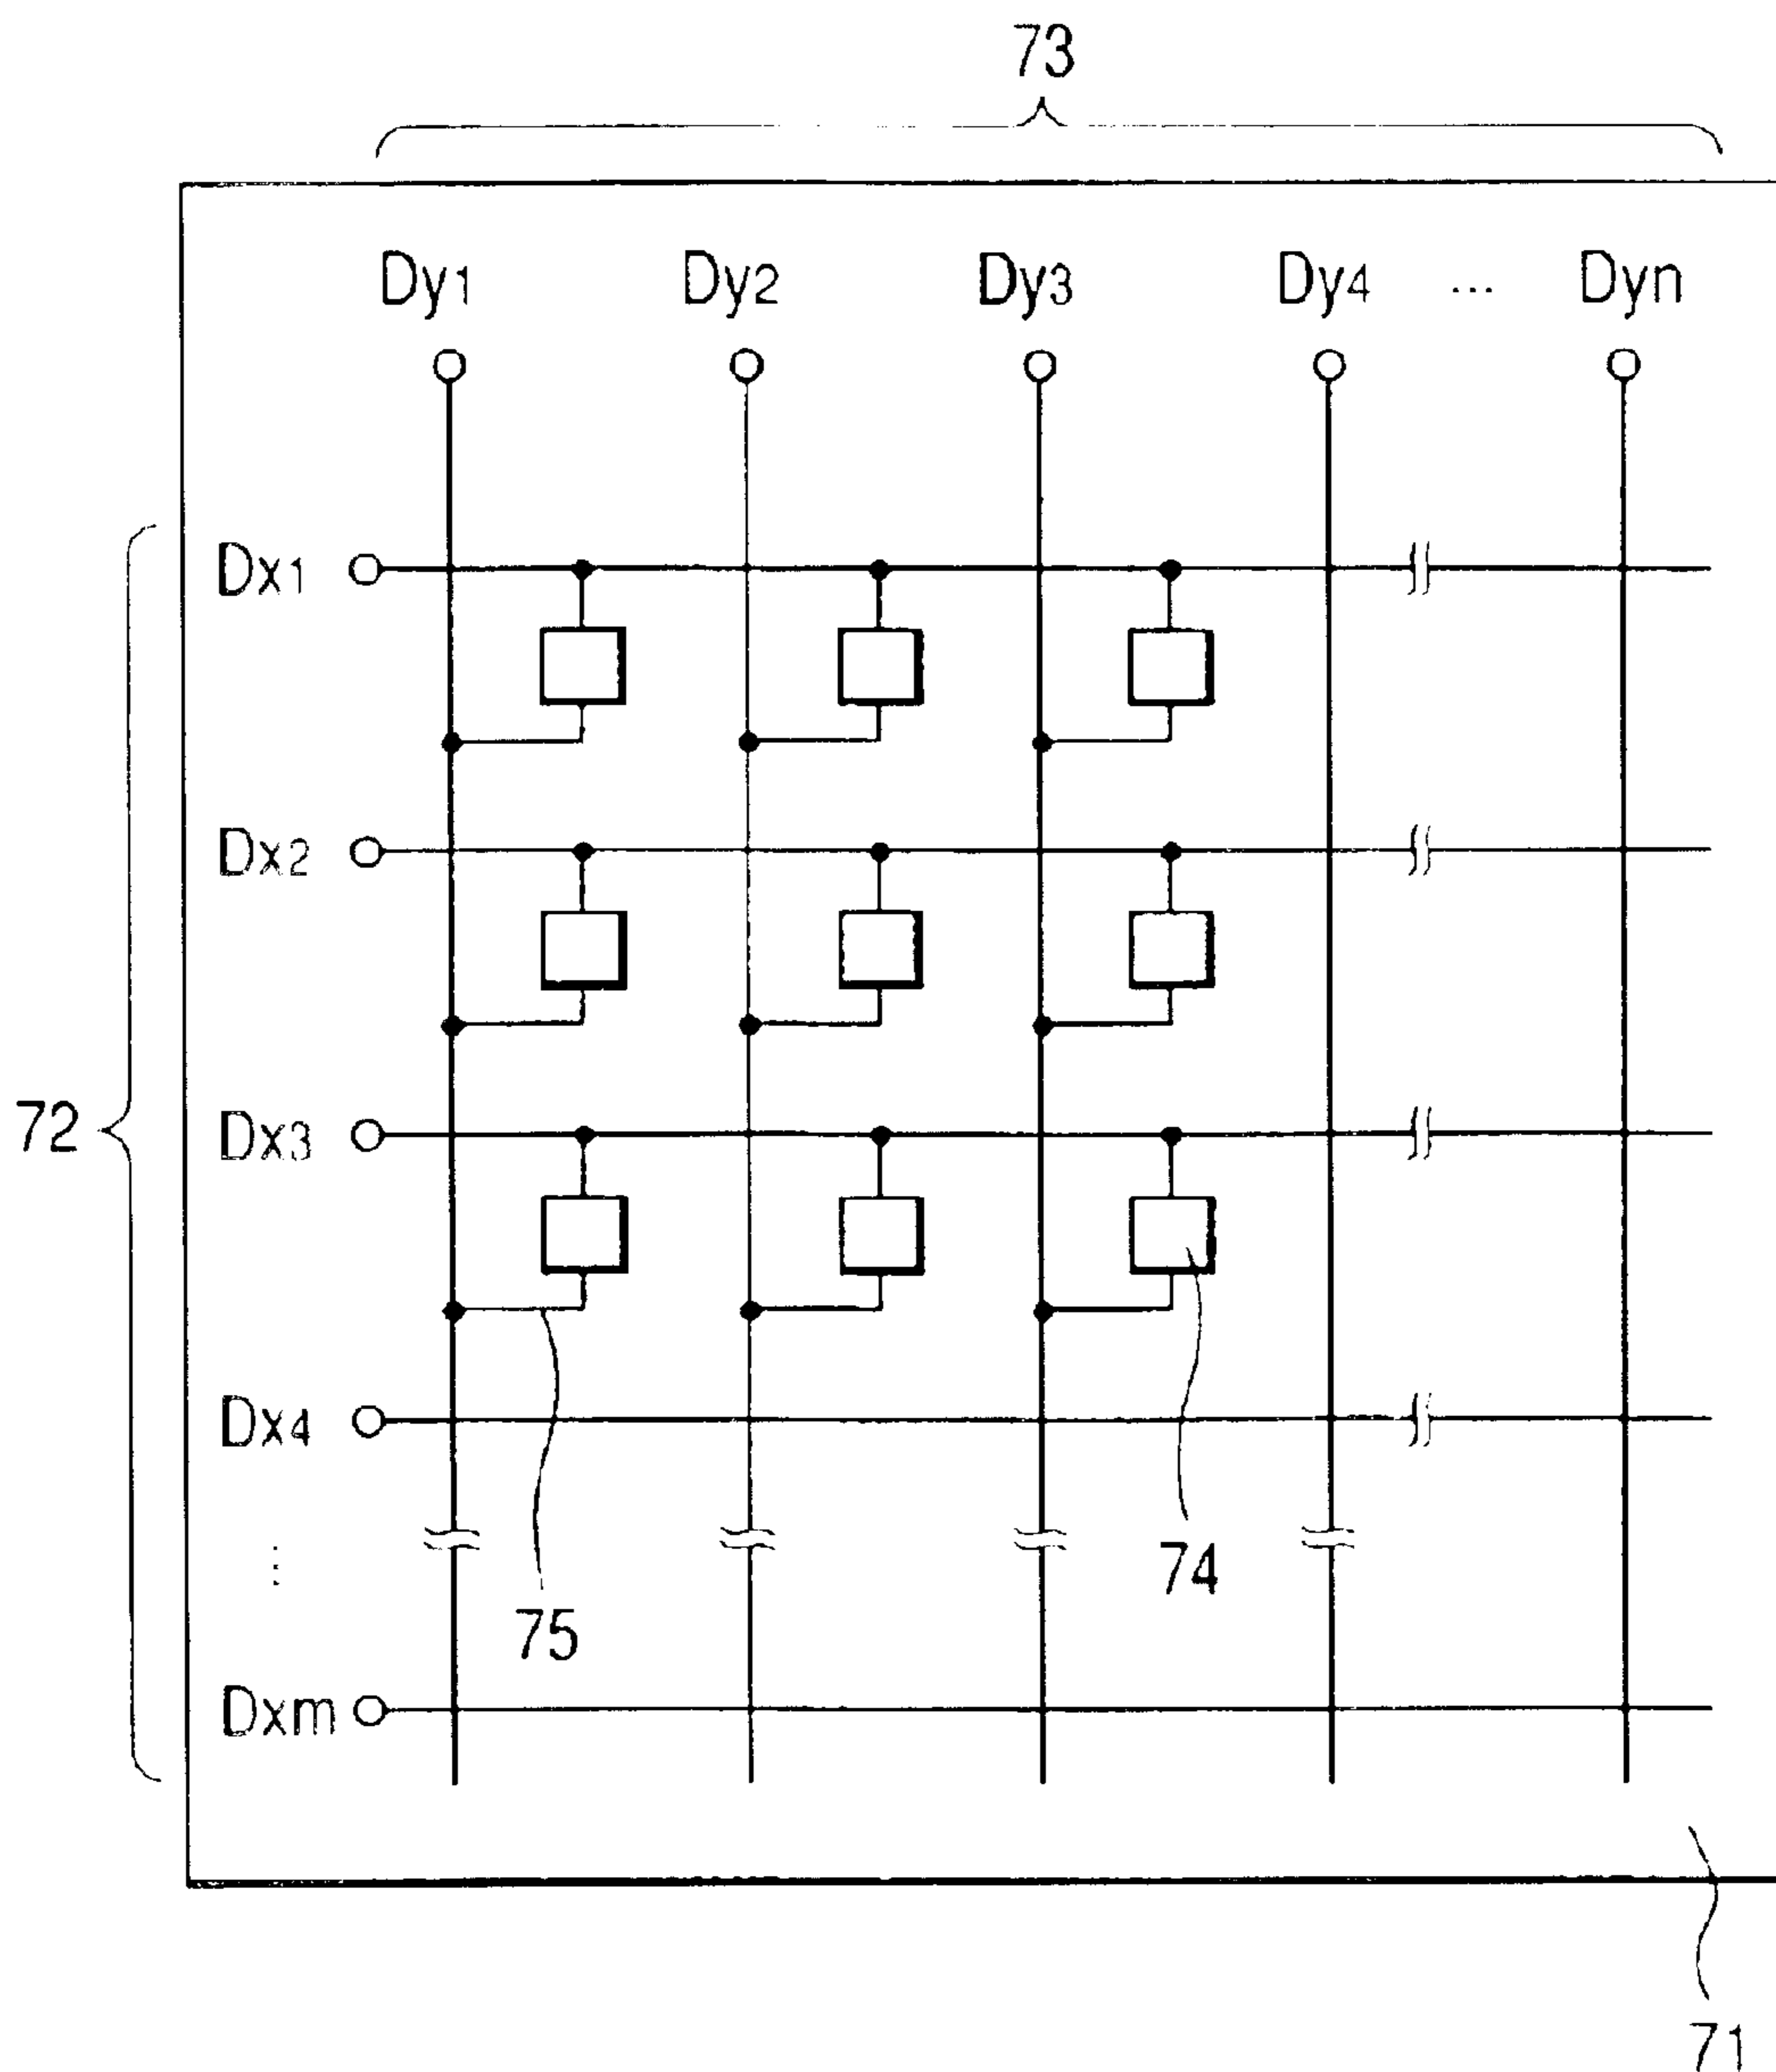 73
Dy1 Dy2 Dy3 Dy4 ... Dyn
Dx1
Dx2
72
Dx3
Dx4
74
⋮
75
Dxm
71